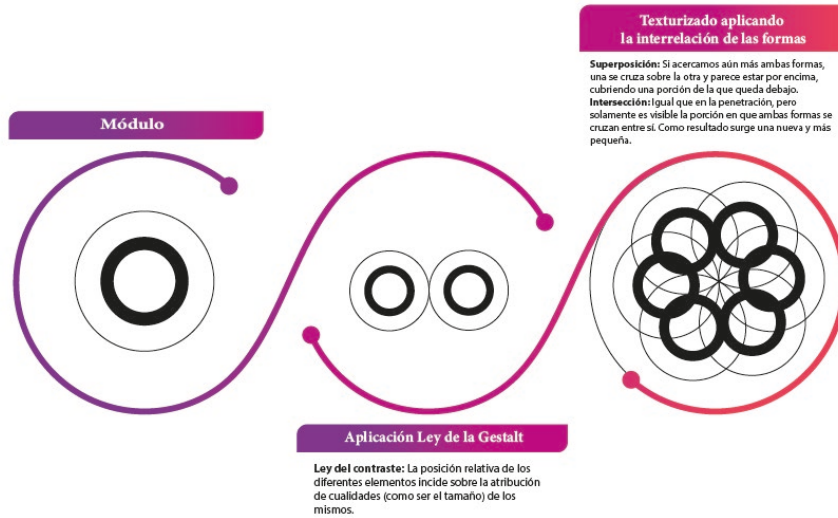 Módulo
Aplicación Ley de la Gestalt
Ley del contraste: La posición relativa de los
diferentes elementos incide sobre la atribución
de cualidades (como ser el tamaño) de los
mismos.
Texturizado aplicando
la interrelación de las formas
Superposición: Si acercamos aún más ambas formas,
una se cruza sobre la otra y parece estar por encima,
cubriendo una porción de la que queda debajo.
Intersección: Igual que en la penetración, pero
solamente es visible la porción en que ambas formas se
cruzan entre sí. Como resultado surge una nueva y más
pequeña.